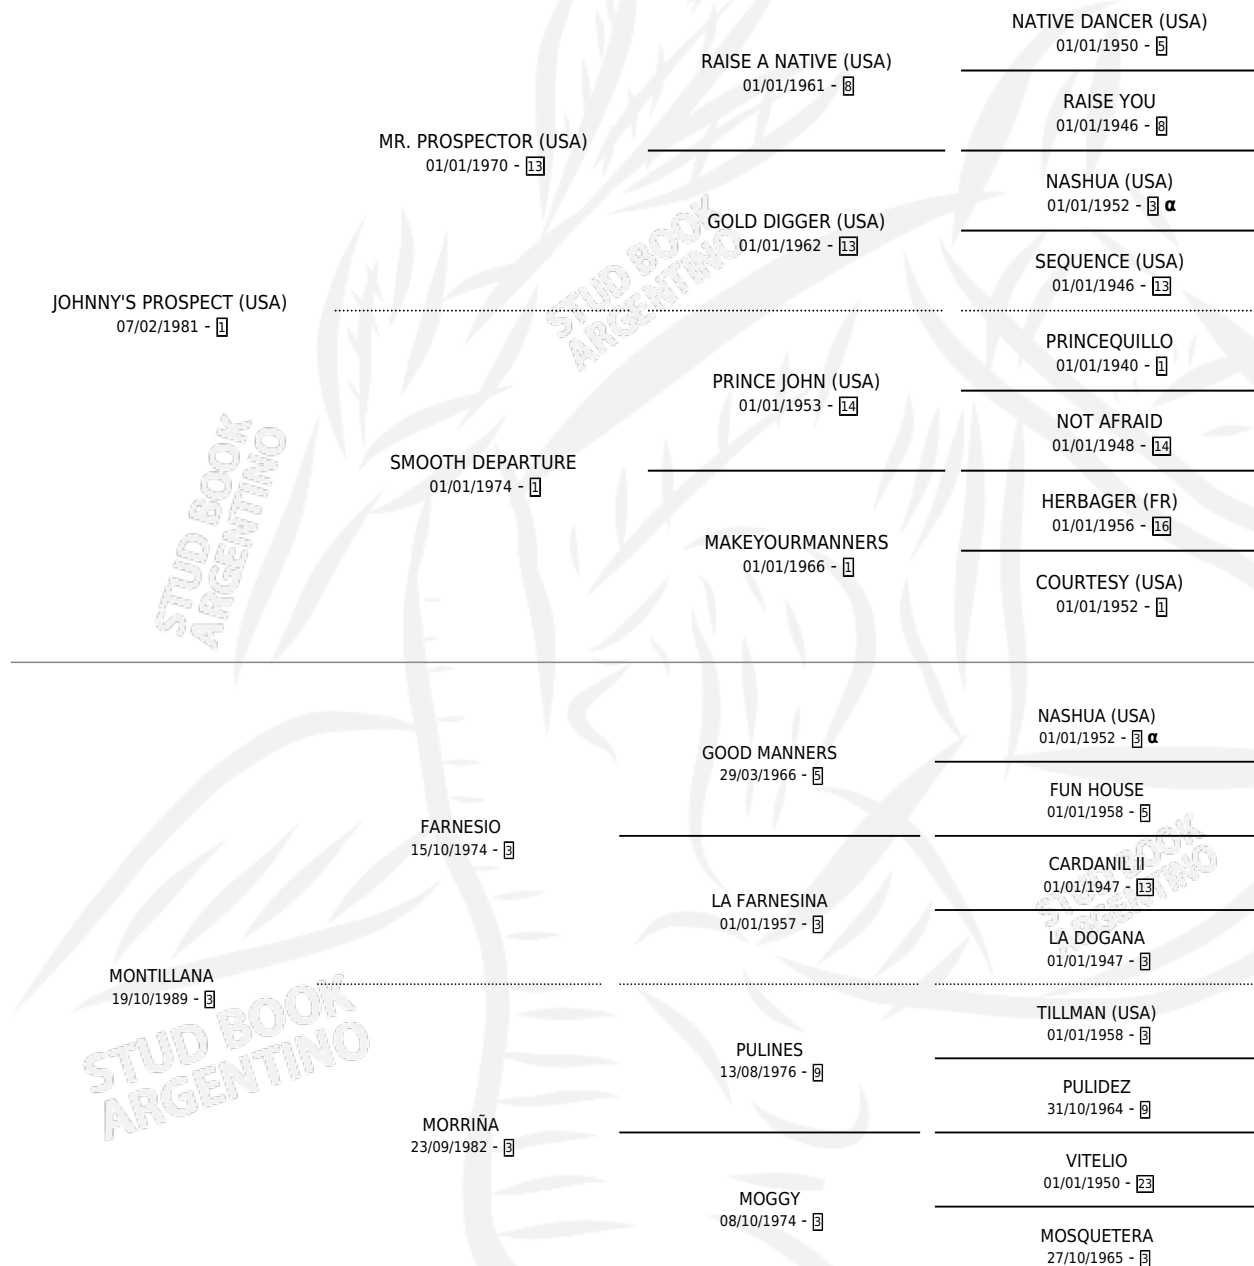 NATIVE DANCER (USA)
01/01/1950 - 5
RAISE A NATIVE (USA)
01/01/1961 - 8
RAISE YOU
01/01/1946 - 8
MR. PROSPECTOR (USA)
01/01/1970 - 13
NASHUA (USA)
01/01/1952 - 3 α
GOLD DIGGER (USA)
01/01/1962 - 13
SEQUENCE (USA)
01/01/1946 - 13
JOHNNY'S PROSPECT (USA)
07/02/1981 - 1
PRINCEQUILLO
01/01/1940 - 1
PRINCE JOHN (USA)
01/01/1953 - 14
NOT AFRAID
01/01/1948 - 14
SMOOTH DEPARTURE
01/01/1974 - 1
HERBAGER (FR)
01/01/1956 - 16
MAKEYOURMANNERS
01/01/1966 - 1
COURTESY (USA)
01/01/1952 - 1
NASHUA (USA)
01/01/1952 - 3 α
GOOD MANNERS
29/03/1966 - 5
FUN HOUSE
01/01/1958 - 5
FARNESIO
15/10/1974 - 3
CARDANIL II
01/01/1947 - 13
LA FARNESINA
01/01/1957 - 3
LA DOGANA
01/01/1947 - 3
MONTILLANA
19/10/1989 - 3
TILLMAN (USA)
01/01/1958 - 3
PULINES
13/08/1976 - 9
PULIDEZ
31/10/1964 - 9
MORRIÑA
23/09/1982 - 3
VITELIO
01/01/1950 - 23
MOGGY
08/10/1974 - 3
MOSQUETERA
27/10/1965 - 3
STUD BOOK
ARGENTINO
STUD BOOK
ARGENTINO
STUD BOOK
ARGENTINO
STUD BOOK
ARGENTINO